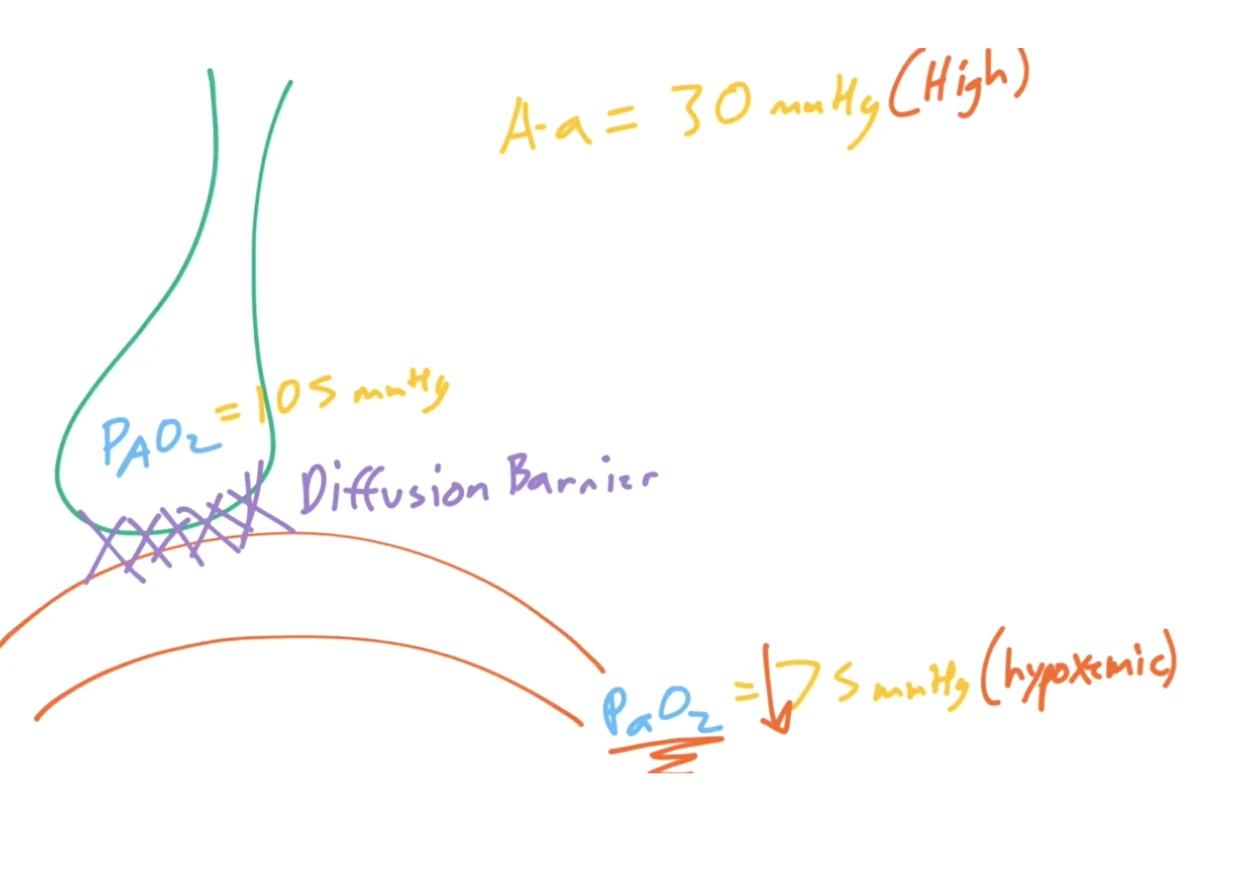 A-a = 30 mmHg (High)
PAO2 = 105 mmHg
Diffusion Barrier
PaO2 = ↓75 mmHg (hypoxemic)